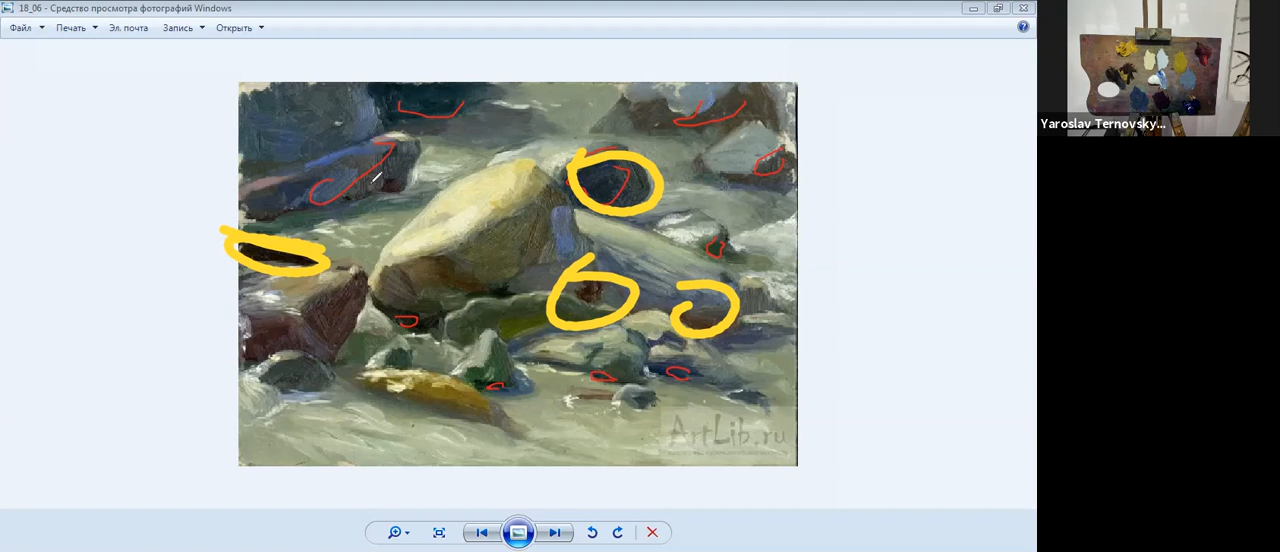 18_06 - Средство просмотра фотографий Windows
Файл Печать Эл. почта Запись Открыть
Yaroslav Ternovsky...
ArtLib.ru